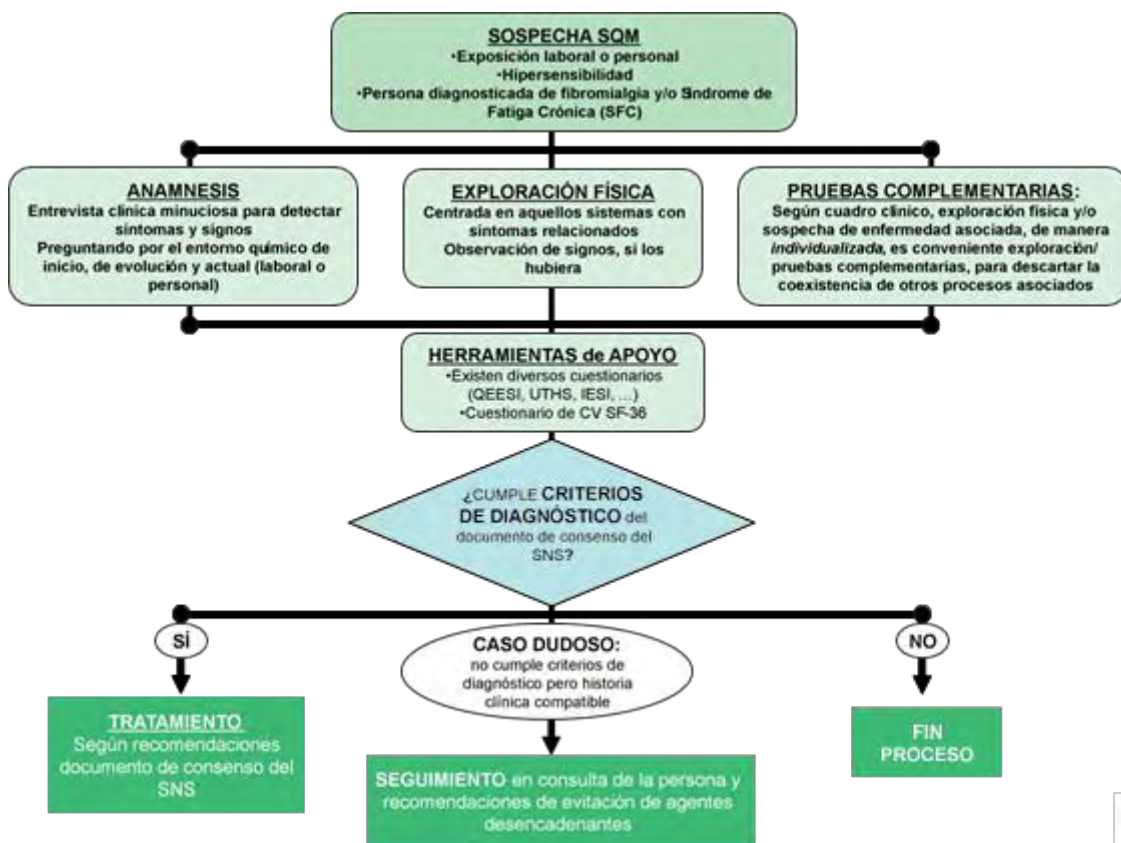 SOSPECHA SQM
•Exposición laboral o personal
•Hipersensibilidad
•Persona diagnosticada de fibromialgia y/o Sndrome de
Fatiga Crónica (SFC)
ANAMNESIS
Entrevista clínica minuciosa para detectar
síntomas y signos
Preguntando por el entorno químico de
inicio, de evolución y actual (laboral o
personal)
EXPLORACIÓN FÍSICA
Centrada en aquellos sistemas con
síntomas relacionados
Observación de signos, si los
hubiera
PRUEBAS COMPLEMENTARIAS:
Según cuadro clínico, exploración física y/o
sospecha de enfermedad asociada, de manera
individualizada, es conveniente exploración/
pruebas complementarias, para descartar la
coexistencia de otros procesos asociados
HERRAMIENTAS de APOYO
•Existen diversos cuestionarios
(QEESI, UTHS, IESI, ...)
•Cuestionario de CV SF-36
¿CUMPLE CRITERIOS
DE DIAGNÓSTICO del
documento de consenso del
SNS?
SÍ
CASO DUDOSO:
no cumple criterios de
diagnóstico pero historia
clínica compatible
NO
TRATAMIENTO
Según recomendaciones
documento de consenso del
SNS
SEGUIMIENTO en consulta de la persona y
recomendaciones de evitación de agentes
desencadenantes
FIN
PROCESO